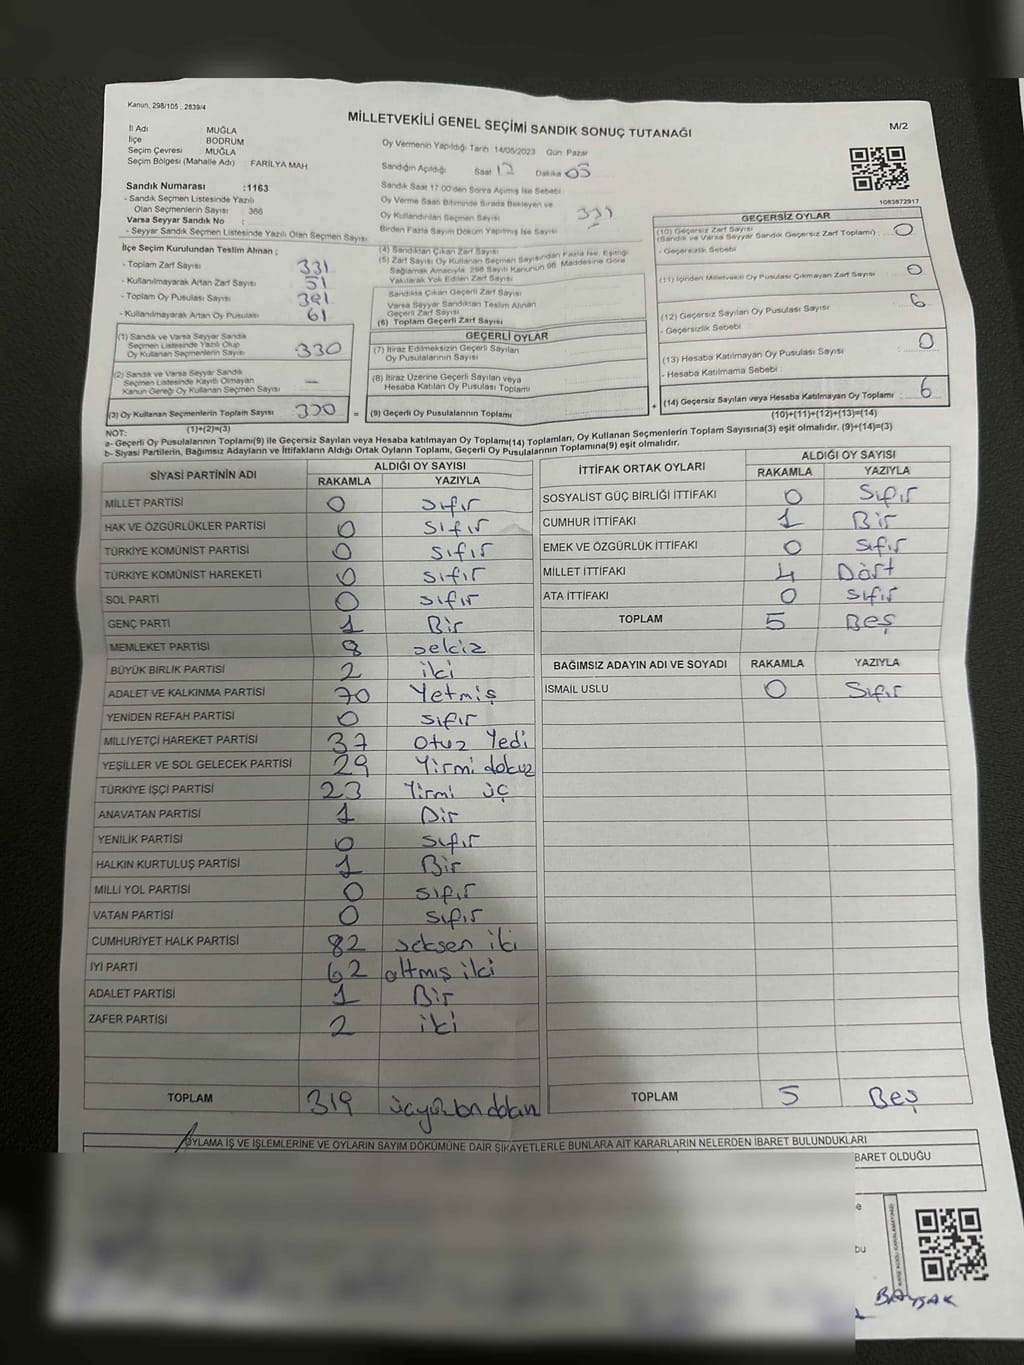 Kanun, 298/105 , 2839/4
MİLLETVEKİLİ GENEL SEÇİMİ SANDIK SONUÇ TUTANAĞI
M/2
İl Adı : MUĞLA
İlçe : BODRUM
Seçim Çevresi : MUĞLA
Seçim Bölgesi (Mahalle Adı) : FARİLYA MAH
Sandık Numarası :1163
- Sandık Seçmen Listesinde Yazılı
Olan Seçmenlerin Sayısı : 366
Varsa Seyyar Sandık No :
- Seyyar Sandık Seçmen Listesinde Yazılı Olan Seçmen Sayısı
Oy Vermenin Yapıldığı Tarih 14/05/2023 Gün Pazar
Sandığın Açıldığı Saat 12 Dakika 03
Sandık Saat 17.00'den Sonra Açılmış İse Sebebi
Oy Verme Saati Bitiminde Sırada Bekleyen ve
Oy Kullandırılan Seçmen Sayısı
Birden Fazla Sayım Döküm Yapılmış İse Sayısı
1083872917
İlçe Seçim Kurulundan Teslim Alınan ;
- Toplam Zarf Sayısı : 331
- Kullanılmayarak Artan Zarf Sayısı : 51
- Toplam Oy Pusulası Sayısı : 391
- Kullanılmayarak Artan Oy Pusulası : 61
(1) Sandık ve Varsa Seyyar Sandık
Seçmen Listesinde Yazılı Olup
Oy Kullanan Seçmenlerin Sayısı : 330
(2) Sandık ve Varsa Seyyar Sandık
Seçmen Listesinde Kayıtlı Olmayan
Kanun Gereği Oy Kullanan Seçmen Sayısı : -
(3) Oy Kullanan Seçmenlerin Toplam Sayısı : 330 =
(1)+(2)=(3)
(4) Sandıktan Çıkan Zarf Sayısı
(5) Zarf Sayısı Oy Kullanan Seçmen Sayısından Fazla İse, Eşitliği
Sağlamak Amacıyla 298 Sayılı Kanunun 98. Maddesine Göre
Yakılarak Yok Edilen Zarf Sayısı
Sandıkta Çıkan Geçerli Zarf Sayısı
Varsa Seyyar Sandıktan Teslim Alınan
Geçerli Zarf Sayısı
(6) Toplam Geçerli Zarf Sayısı
GEÇERLİ OYLAR
(7) İtiraz Edilmeksizin Geçerli Sayılan
Oy Pusulalarının Sayısı
(8) İtiraz Üzerine Geçerli Sayılan veya
Hesaba Katılan Oy Pusulası Toplamı
(9) Geçerli Oy Pusulalarının Toplamı +
GEÇERSİZ OYLAR
(10) Geçersiz Zarf Sayısı
(Sandık ve Varsa Seyyar Sandık Geçersiz Zarf Toplamı) : 0
- Geçersizlik Sebebi
(11) İçinden Milletvekili Oy Pusulası Çıkmayan Zarf Sayısı : 0
(12) Geçersiz Sayılan Oy Pusulası Sayısı : 6
- Geçersizlik Sebebi
(13) Hesaba Katılmayan Oy Pusulası Sayısı : 0
- Hesaba Katılmama Sebebi
(14) Geçersiz Sayılan veya Hesaba Katılmayan Oy Toplamı : 6
(10)+(11)+(12)+(13)=(14)
NOT:
a- Geçerli Oy Pusulalarının Toplamı(9) ile Geçersiz Sayılan veya Hesaba katılmayan Oy Toplamı(14) Toplamları, Oy Kullanan Seçmenlerin Toplam Sayısına(3) eşit olmalıdır. (9)+(14)=(3)
b- Siyasi Partilerin, Bağımsız Adayların ve İttifakların Aldığı Ortak Oyların Toplamı, Geçerli Oy Pusulalarının Toplamına(9) eşit olmalıdır.
SİYASİ PARTİNİN ADI ALDIĞI OY SAYISI
RAKAMLA YAZIYLA
MİLLET PARTİSİ 0 sıfır
HAK VE ÖZGÜRLÜKLER PARTİSİ 0 sıfır
TÜRKİYE KOMÜNİST PARTİSİ 0 sıfır
TÜRKİYE KOMÜNİST HAREKETİ 0 sıfır
SOL PARTİ 0 sıfır
GENÇ PARTİ 1 Bir
MEMLEKET PARTİSİ 8 sekiz
BÜYÜK BİRLİK PARTİSİ 2 iki
ADALET VE KALKINMA PARTİSİ 70 Yetmiş
YENİDEN REFAH PARTİSİ 0 sıfır
MİLLİYETÇİ HAREKET PARTİSİ 37 Otuz Yedi
YEŞİLLER VE SOL GELECEK PARTİSİ 29 Yirmi dokuz
TÜRKİYE İŞÇİ PARTİSİ 23 Yirmi üç
ANAVATAN PARTİSİ 1 Bir
YENİLİK PARTİSİ 0 sıfır
HALKIN KURTULUŞ PARTİSİ 1 Bir
MİLLİ YOL PARTİSİ 0 sıfır
VATAN PARTİSİ 0 sıfır
CUMHURİYET HALK PARTİSİ 82 seksen iki
İYİ PARTİ 62 altmış iki
ADALET PARTİSİ 1 Bir
ZAFER PARTİSİ 2 iki
TOPLAM 319
İTTİFAK ORTAK OYLARI ALDIĞI OY SAYISI
RAKAMLA YAZIYLA
SOSYALİST GÜÇ BİRLİĞİ İTTİFAKI 0 Sıfır
CUMHUR İTTİFAKI 1 Bir
EMEK VE ÖZGÜRLÜK İTTİFAKI 0 sıfır
MİLLET İTTİFAKI 4 Dört
ATA İTTİFAKI 0 sıfır
TOPLAM 5 Beş
BAĞIMSIZ ADAYIN ADI VE SOYADI RAKAMLA YAZIYLA
İSMAİL USLU 0 Sıfır
TOPLAM 5 Beş
OYLAMA İŞ VE İŞLEMLERİNE VE OYLARIN SAYIM DÖKÜMÜNE DAİR ŞİKAYETLERLE BUNLARA AİT KARARLARIN NELERDEN İBARET BULUNDUKLARI
BARET OLDUĞU